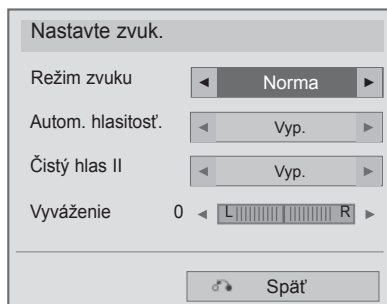 Nastavte zvuk.
Režim zvuku ◄ Norma ►
Autom. hlasitosť. ◄ Vyp. ►
Čistý hlas II ◄ Vyp. ►
Vyváženie 0 ◄ L R ►
Späť